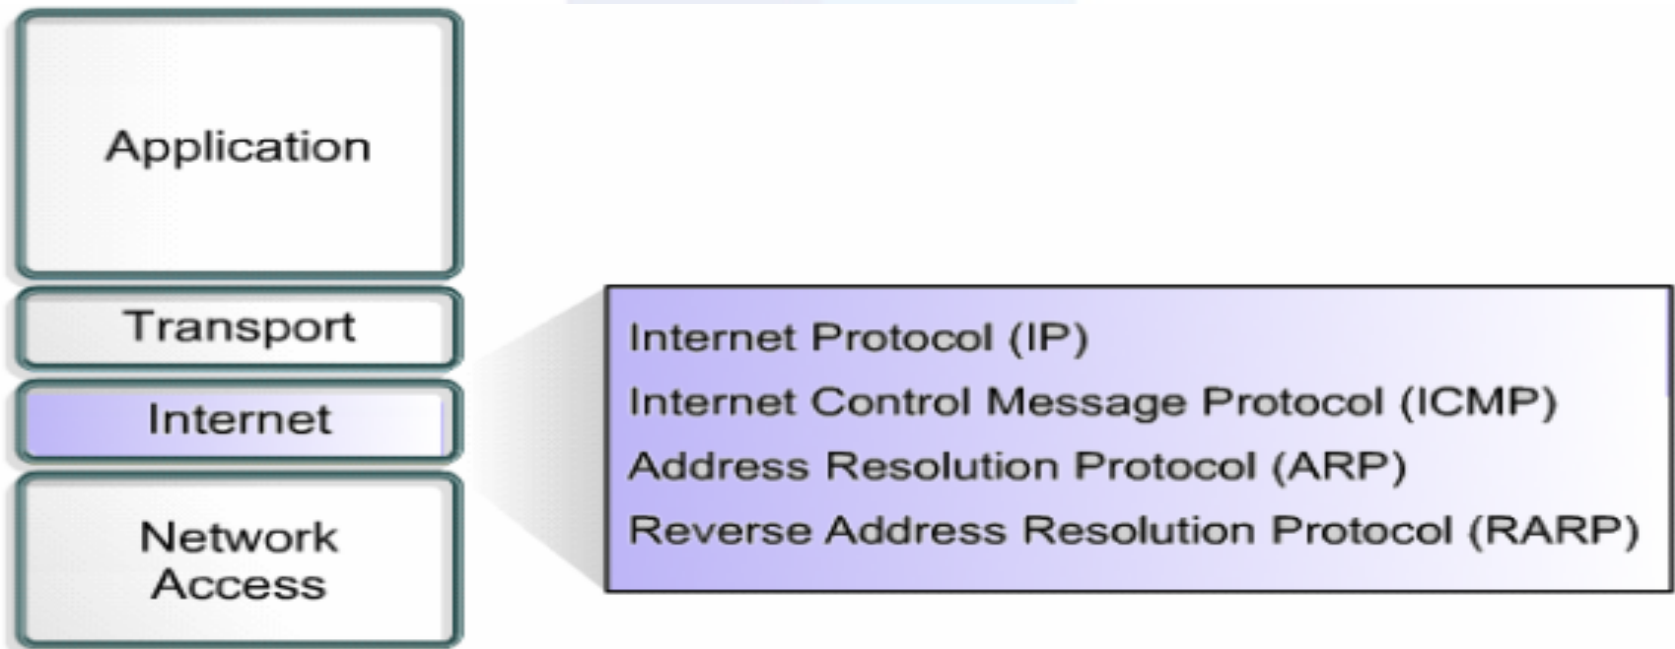 Application
Transport
Internet
Network
Access
Internet Protocol (IP)
Internet Control Message Protocol (ICMP)
Address Resolution Protocol (ARP)
Reverse Address Resolution Protocol (RARP)